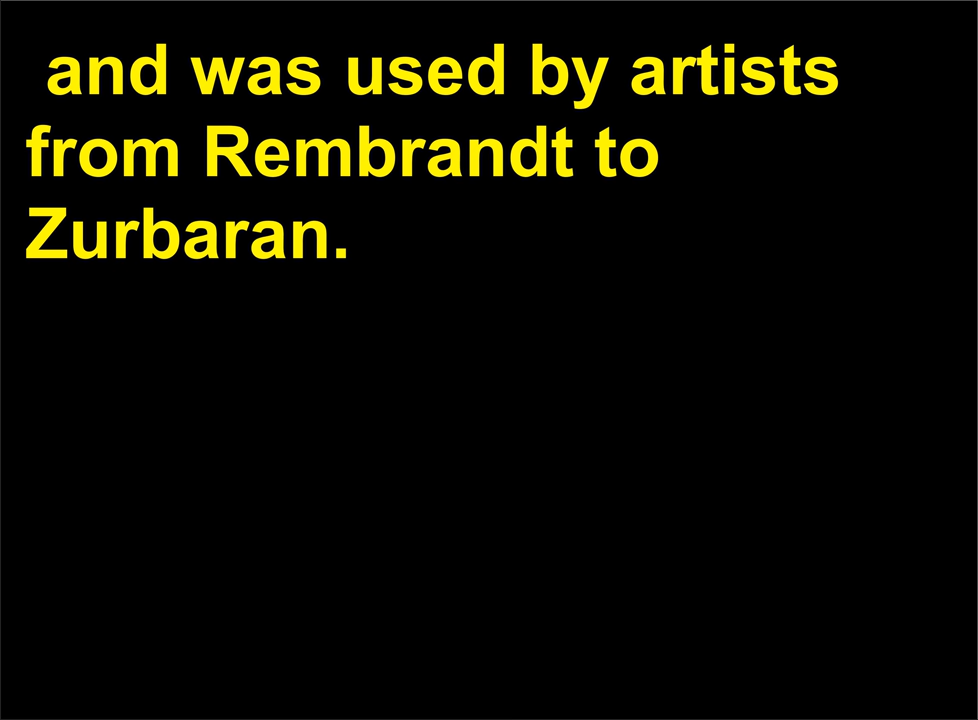 and was used by artists
from Rembrandt to
Zurbaran.